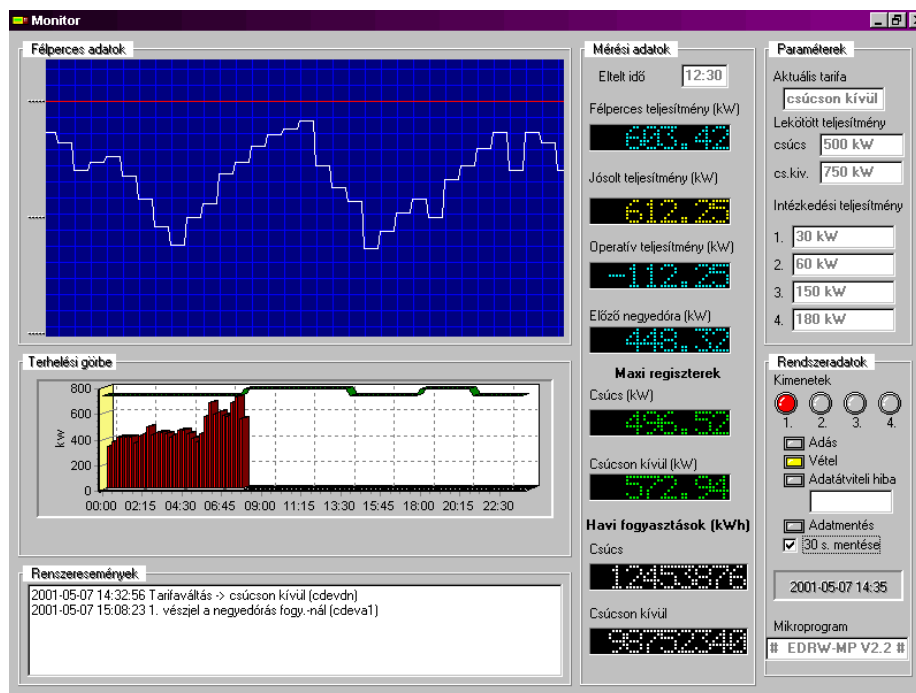 Monitor
Félperces adatok
Terhelési görbe
800
600
400
200
0
kw
00:00 02:15 04:30 06:45 09:00 11:15 13:30 15:45 18:00 20:15 22:30
Renszeresemények
2001-05-07 14:32:56 Tarifaváltás -> csúcson kívül (cdevdn)
2001-05-07 15:08:23 1. vészjel a negyedórás fogy.-nál (cdeva1)
Mérési adatok
Eltelt idő 12:30
Félperces teljesítmény (kW)
603.42
Jósolt teljesítmény (kW)
612.25
Operatív teljesítmény (kW)
-112.25
Előző negyedóra (kW)
448.32
Maxi regiszterek
Csúcs (kW)
496.52
Csúcson kívül (kW)
572.94
Havi fogyasztások (kWh)
Csúcs
12453876
Csúcson kívül
98752340
Paraméterek
Aktuális tarifa
csúcson kívül
Lekötött teljesítmény
csúcs 500 kW
cs.kiv. 750 kW
Intézkedési teljesítmény
1. 30 kW
2. 60 kW
3. 150 kW
4. 180 kW
Rendszeradatok
Kimenetek
1. 2. 3. 4.
Adás
Vétel
Adatátviteli hiba
Adatmentés
30 s. mentése
2001-05-07 14:35
Mikroprogram
# EDRW-MP V2.2 #